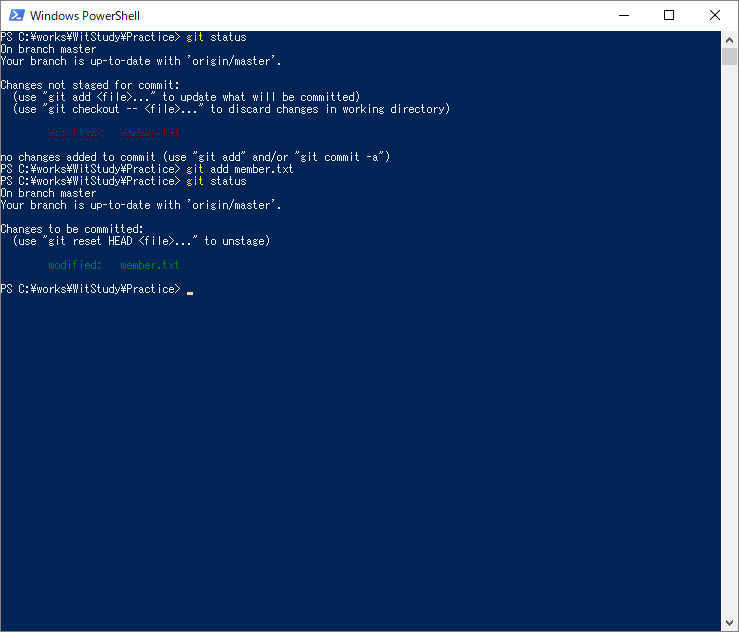 Windows PowerShell
PS C:¥works¥WitStudy¥Practice> git status
On branch master
Your branch is up-to-date with 'origin/master'.
Changes not staged for commit:
(use "git add <file>..." to update what will be committed)
(use "git checkout -- <file>..." to discard changes in working directory)
modified: member.txt
no changes added to commit (use "git add" and/or "git commit -a")
PS C:¥works¥WitStudy¥Practice> git add member.txt
PS C:¥works¥WitStudy¥Practice> git status
On branch master
Your branch is up-to-date with 'origin/master'.
Changes to be committed:
(use "git reset HEAD <file>..." to unstage)
modified: member.txt
PS C:¥works¥WitStudy¥Practice>